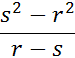 s² − r²
r − s